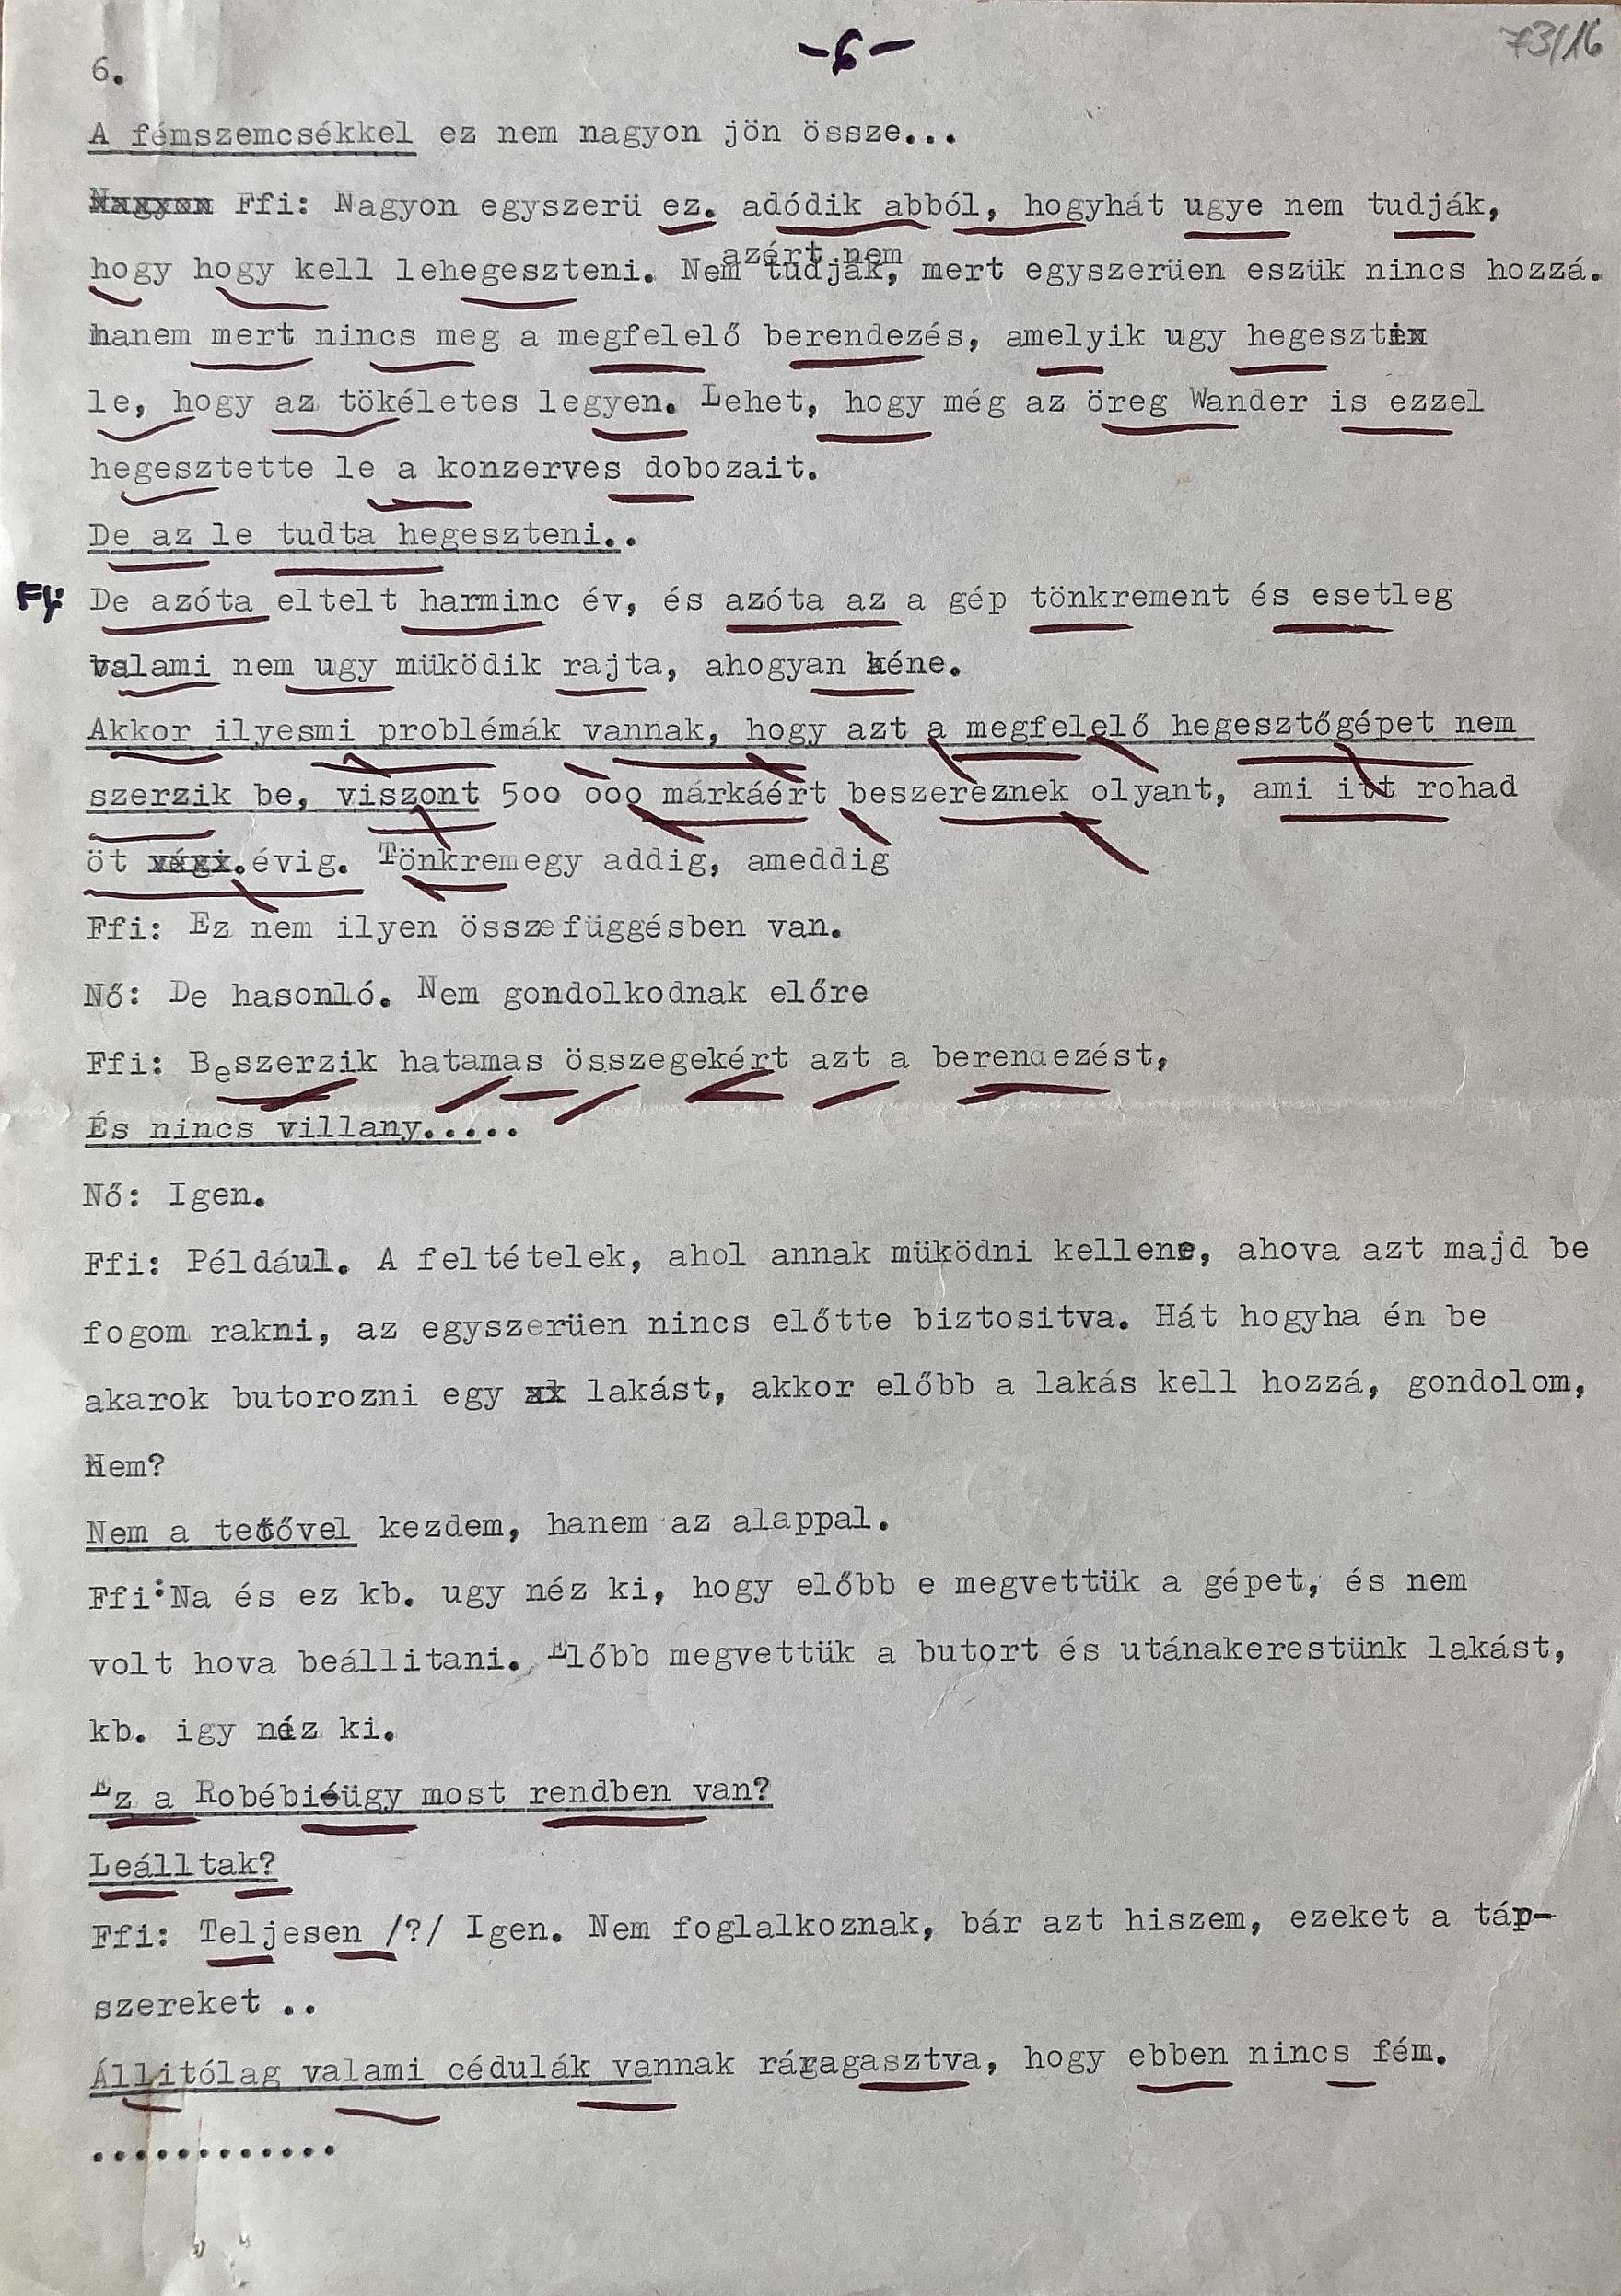 -6-
73/16
6.
A fémszemcsékkel ez nem nagyon jön össze...
Nagyon Ffi: Nagyon egyszerü ez. adódik abból, hogyhát ugye nem tudják,
azért nem
hogy hogy kell lehegeszteni. Nem tudják, mert egyszerüen eszük nincs hozzá.
hanem mert nincs meg a megfelelő berendezés, amelyik ugy hegeszt
le, hogy az tökéletes legyen. Lehet, hogy még az öreg Wander is ezzel
hegesztette le a konzerves dobozait.
De az le tudta hegeszteni..
Ffi: De azóta eltelt harminc év, és azóta az a gép tönkrement és esetleg
valami nem ugy müködik rajta, ahogyan kéne.
Akkor ilyesmi problémák vannak, hogy azt a megfelelő hegesztőgépet nem
szerzik be, viszont 500 000 márkáért beszereznek olyant, ami itt rohad
öt végi.évig. Tönkremegy addig, ameddig
Ffi: Ez nem ilyen összefüggésben van.
Nő: De hasonló. Nem gondolkodnak előre
Ffi: Beszerzik hatamas összegekért azt a berendezést,
És nincs villany.....
Nő: Igen.
Ffi: Például. A feltételek, ahol annak müködni kellene, ahova azt majd be
fogom rakni, az egyszerüen nincs előtte biztositva. Hát hogyha én be
akarok butorozni egy lakást, akkor előbb a lakás kell hozzá, gondolom,
Nem?
Nem a tetővel kezdem, hanem az alappal.
Ffi:Na és ez kb. ugy néz ki, hogy előbb e megvettük a gépet, és nem
volt hova beállitani. Előbb megvettük a butort és utánakerestünk lakást,
kb. igy néz ki.
Ez a Robébiéügy most rendben van?
Leálltak?
Ffi: Teljesen /?/ Igen. Nem foglalkoznak, bár azt hiszem, ezeket a táp-
szereket ..
Állitólag valami cédulák vannak ráragasztva, hogy ebben nincs fém.
............